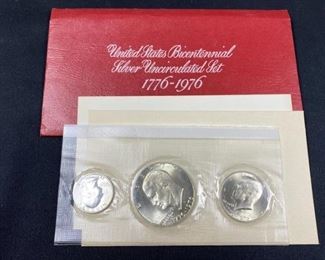 United States Bicentennial
Silver Uncirculated Set
1776-1976